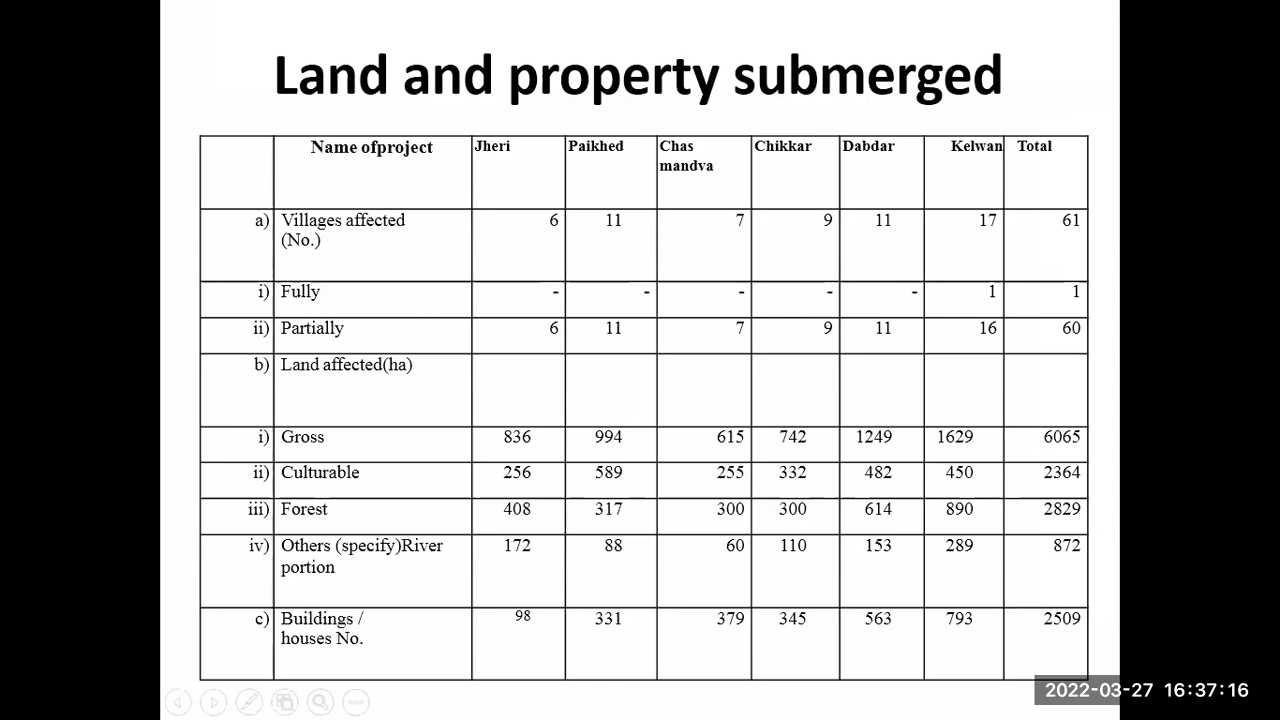 Land and property submerged
Name ofproject Jheri Paikhed Chas Chikkar Dabdar Kelwan Total
mandva
a) Villages affected 6 11 7 9 11 17 61
(No.)
i) Fully - - - - - 1 1
ii) Partially 6 11 7 9 11 16 60
b) Land affected(ha)
i) Gross 836 994 615 742 1249 1629 6065
ii) Culturable 256 589 255 332 482 450 2364
iii) Forest 408 317 300 300 614 890 2829
iv) Others (specify)River 172 88 60 110 153 289 872
portion
c) Buildings / 98 331 379 345 563 793 2509
houses No.
2022-03-27 16:37:16